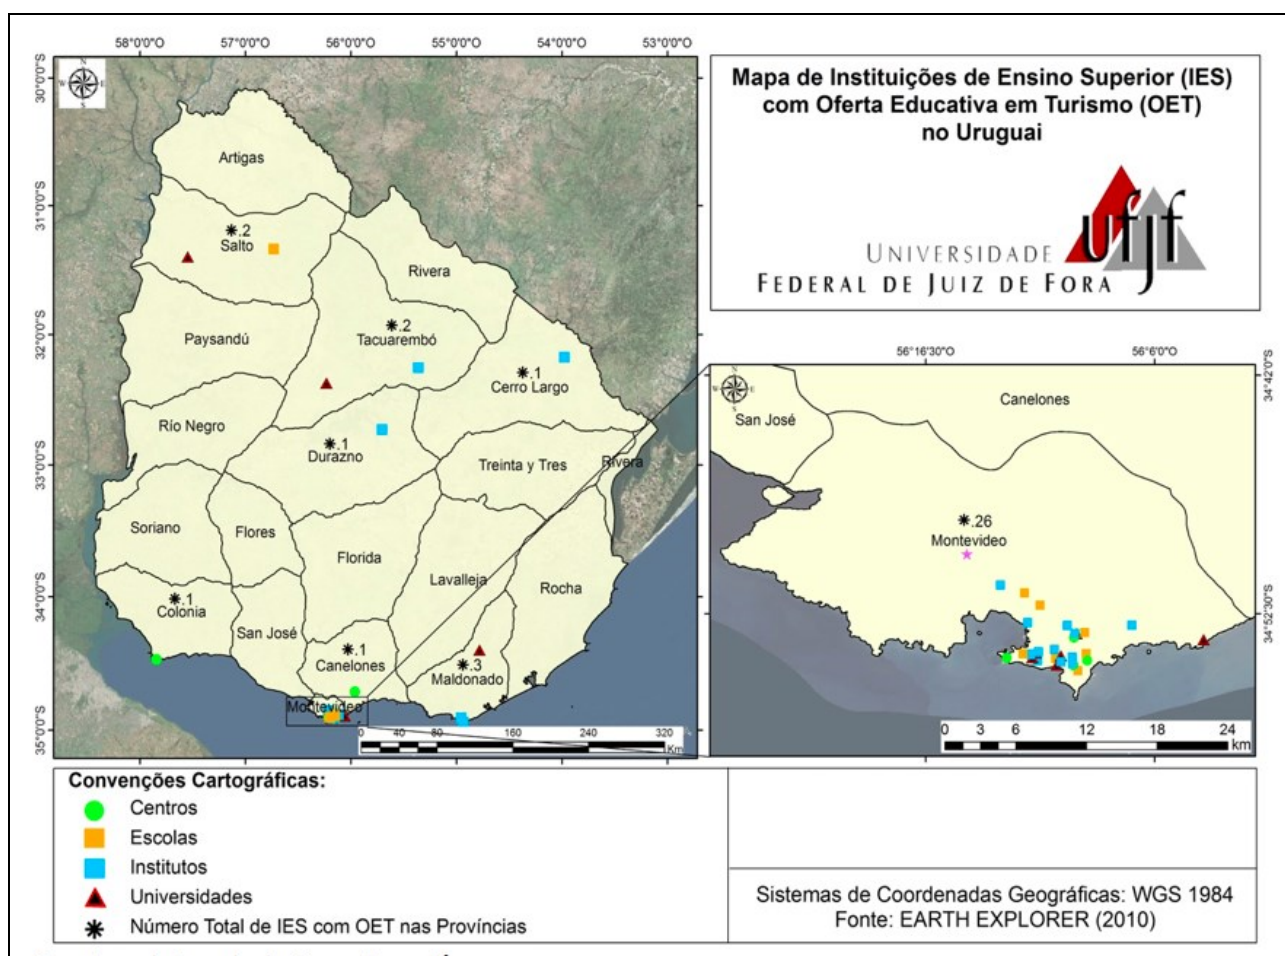 58°0'0"O 57°0'0"O 56°0'0"O 55°0'0"O 54°0'0"O 53°0'0"O
30°0'0"S
31°0'0"S
32°0'0"S
33°0'0"S
34°0'0"S
35°0'0"S
N
W E
S
Artigas
.2
Salto
Rivera
.2
Tacuarembó
Paysandú
.1
Cerro Largo
Río Negro
.1
Durazno
Treinta y Tres
Rivera
Soriano
Flores
Florida
Lavalleja
Rocha
.1
Colonia
San José
.1
Canelones
.3
Maldonado
Montevideo
0 40 80 160 240 320
Km
Mapa de Instituições de Ensino Superior (IES)
com Oferta Educativa em Turismo (OET)
no Uruguai
ufjf
UNIVERSIDADE
FEDERAL DE JUIZ DE FORA
56°16'30"O 56°6'0"O
34°42'0"S
34°52'30"S
N
W E
S
San José
Canelones
.26
Montevideo
0 3 6 12 18 24
km
Convenções Cartográficas:
Centros
Escolas
Institutos
Universidades
Número Total de IES com OET nas Províncias
Sistemas de Coordenadas Geográficas: WGS 1984
Fonte: EARTH EXPLORER (2010)